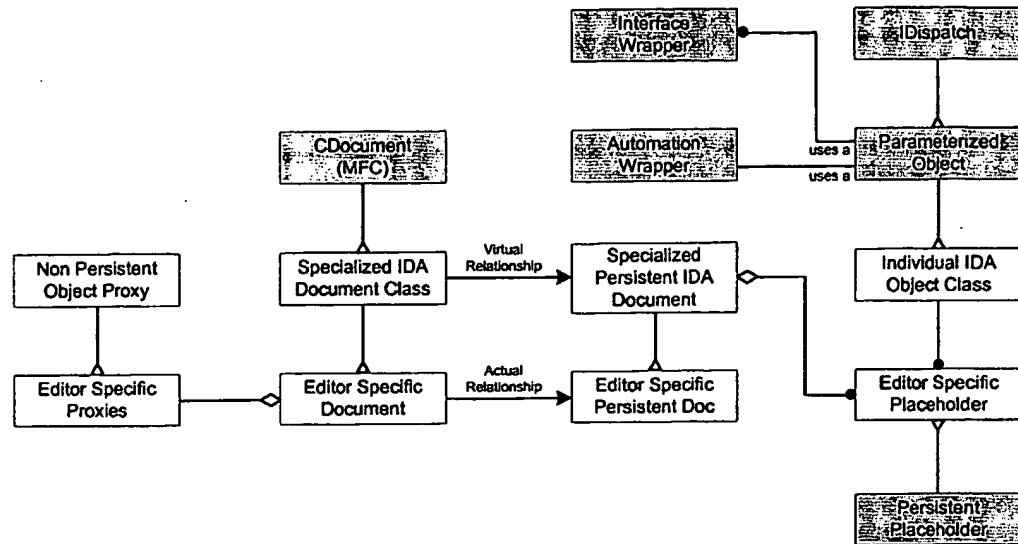 Interface
Wrapper
IDispatch
CDocument
(MFC)
Automation
Wrapper
uses a
uses a
Parameterized
Object
Non Persistent
Object Proxy
Specialized IDA
Document Class
Virtual
Relationship
Specialized
Persistent IDA
Document
Individual IDA
Object Class
Editor Specific
Proxies
Editor Specific
Document
Actual
Relationship
Editor Specific
Persistent Doc
Editor Specific
Placeholder
Persistent
Placeholder